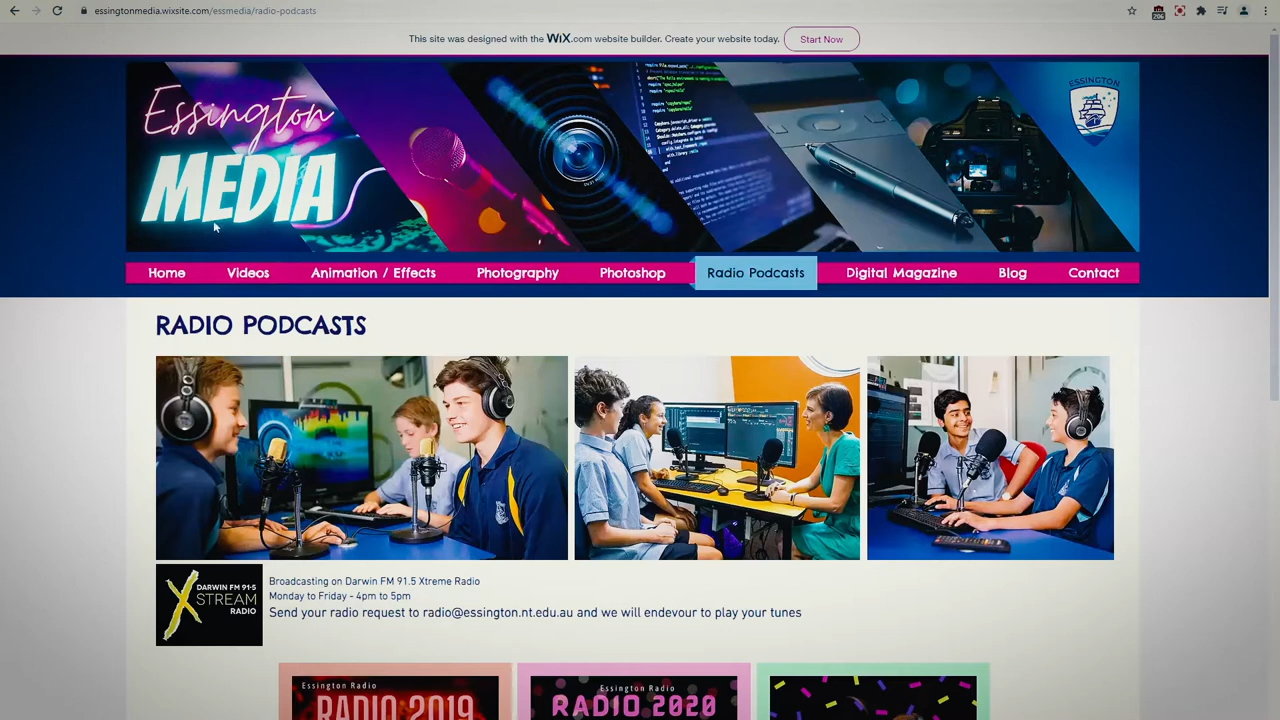 essingtonmedia.wixsite.com/essmedia/radio-podcasts
206
This site was designed with the WiX.com website builder. Create your website today.
Start Now
Essington
MEDIA
ESSINGTON
Home
Videos
Animation / Effects
Photography
Photoshop
Radio Podcasts
Digital Magazine
Blog
Contact
RADIO PODCASTS
DARWIN FM 91·5
XSTREAM
RADIO
Broadcasting on Darwin FM 91.5 Xtreme Radio
Monday to Friday - 4pm to 5pm
Send your radio request to radio@essington.nt.edu.au and we will endevour to play your tunes
Essington Radio
RADIO 2019
Essington Radio
RADIO 2020